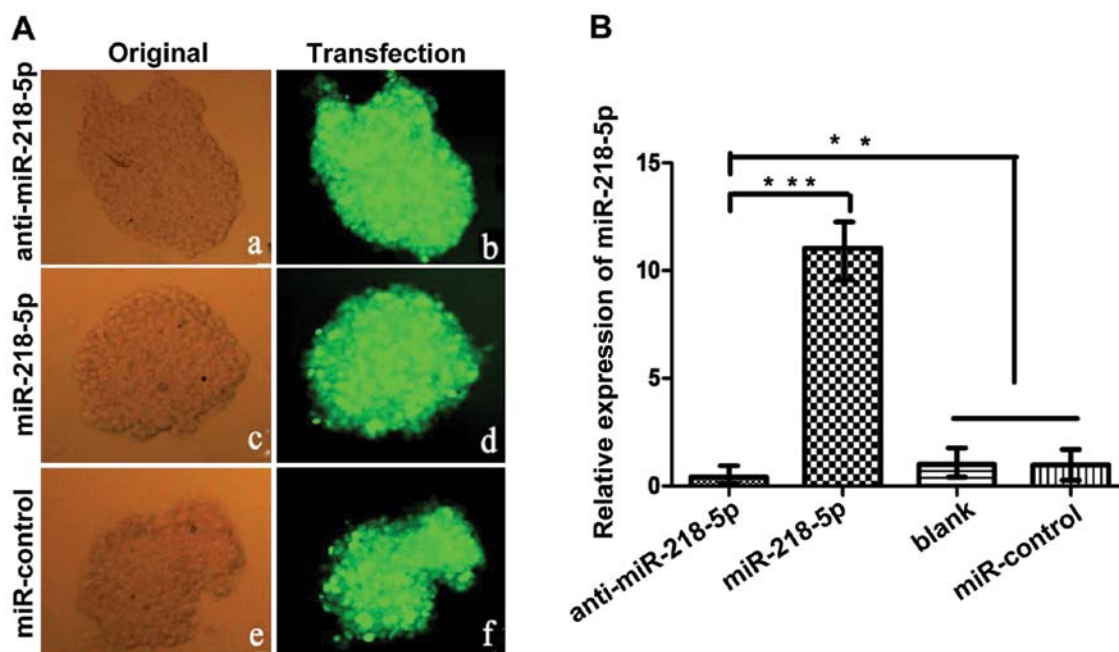 A
Original
Transfection
anti-miR-218-5p
a
b
miR-218-5p
c
d
miR-control
e
f
B
Relative expression of miR-218-5p
15
10
5
0
* *
* * *
anti-miR-218-5p
miR-218-5p
blank
miR-control